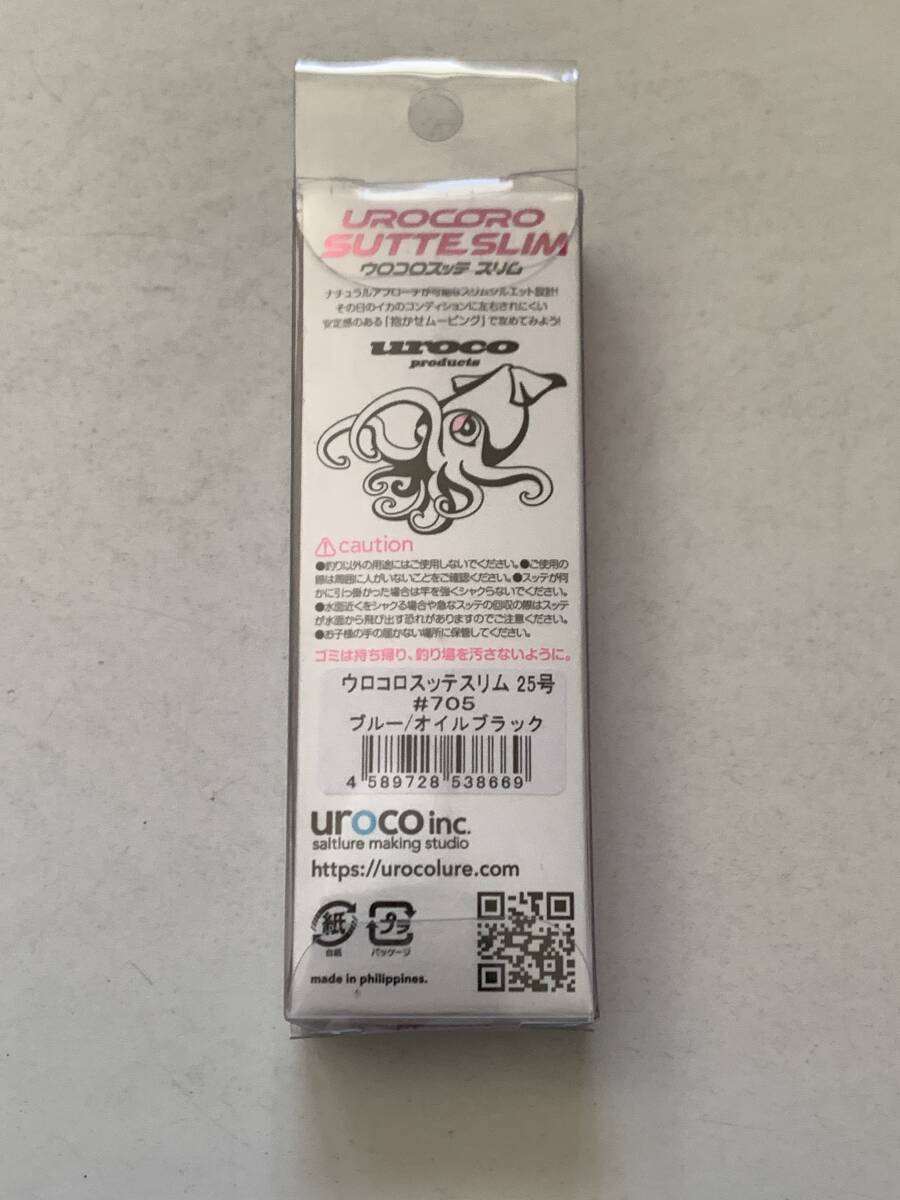 UROCORO
SUTTE SLIM
ウロコロスッテ スリム
ナチュラルアプローチが可能なスリムシルエット設計!
その日のイカのコンディションに左右されにくい
安定感のある「抱かせムービング」で攻めてみよう!
uroco
products
caution
●釣り以外の用途にはご使用しないでください。●ご使用の
際は周囲に人がいないことをご確認ください。●スッテが何
かに引っ掛かった場合は竿を強くシャクらないでください。
●水面近くをシャクる場合や急なスッテの回収の際はスッテ
が水面から飛び出す恐れがありますのでご注意ください。
●お子様の手の届かない場所に保管してください。
ゴミは持ち帰り、釣り場を汚さないように。
ウロコロスッテスリム 25号
#705
ブルー/オイルブラック
4 589728 538669
uroco inc.
saltlure making studio
https://urocolure.com
紙 プラ
台紙 パッケージ
made in philippines.